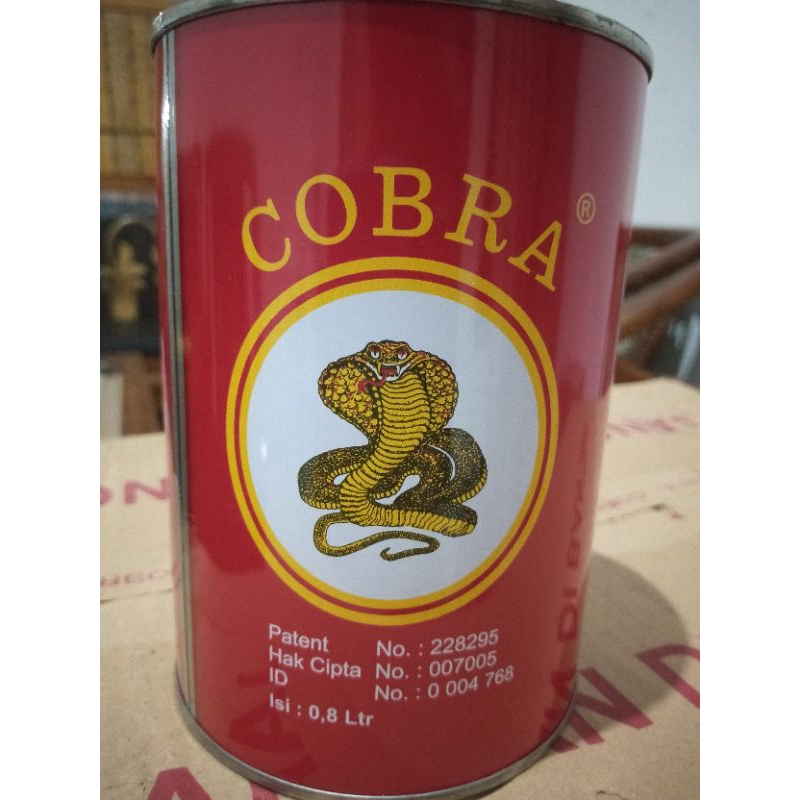 COBRA ®
Patent No. : 228295
Hak Cipta No. : 007005
ID No. : 0 004 768
Isi : 0,8 Ltr